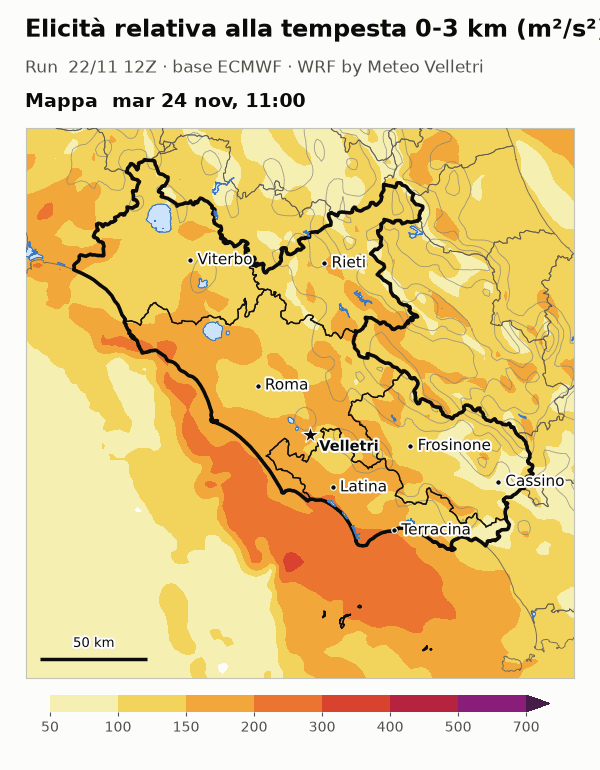 Elicità relativa alla tempesta 0-3 km (m²/s²)
Run  22/11 12Z · base ECMWF · WRF by Meteo Velletri
Mappa  mar 24 nov, 11:00
Viterbo
Rieti
Roma
Velletri
Frosinone
Cassino
Latina
Terracina
50 km
50 100 150 200 300 400 500 700